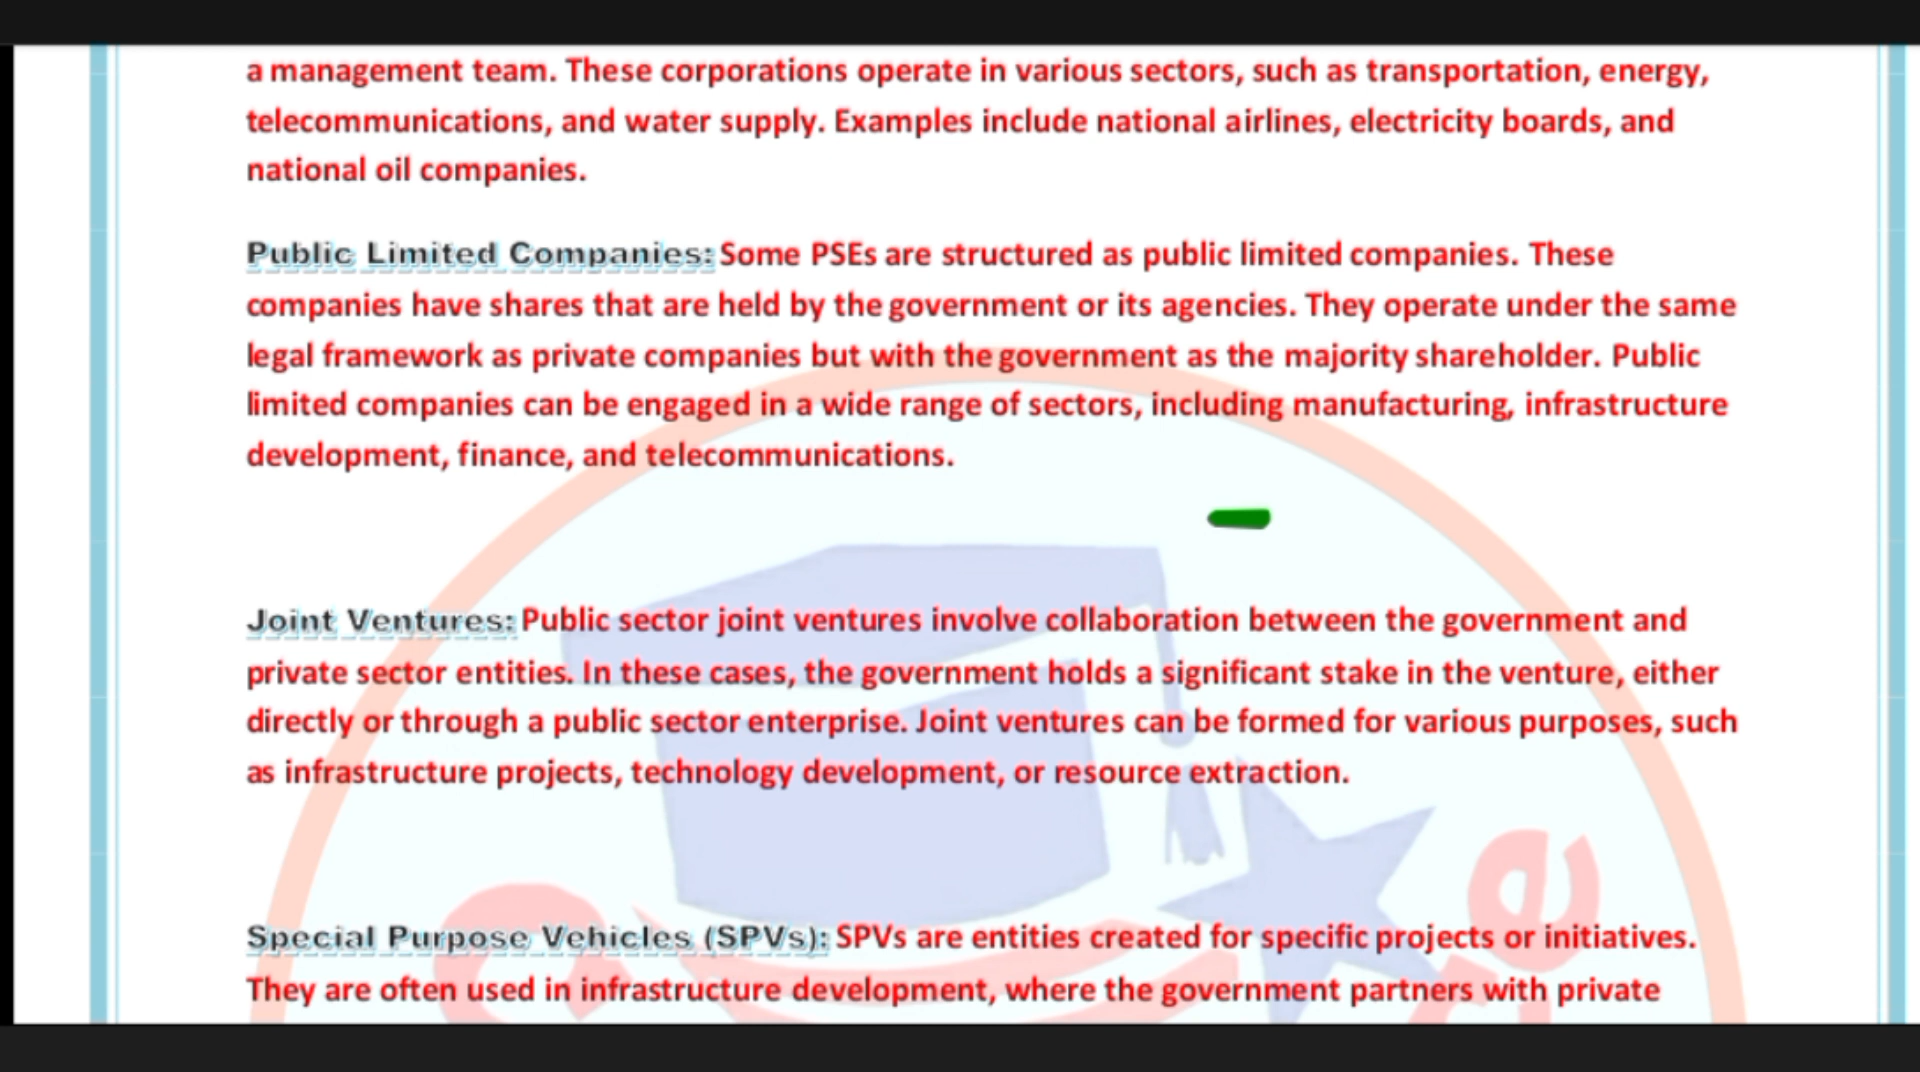 a management team. These corporations operate in various sectors, such as transportation, energy,
telecommunications, and water supply. Examples include national airlines, electricity boards, and
national oil companies.
Public Limited Companies: Some PSEs are structured as public limited companies. These
companies have shares that are held by the government or its agencies. They operate under the same
legal framework as private companies but with the government as the majority shareholder. Public
limited companies can be engaged in a wide range of sectors, including manufacturing, infrastructure
development, finance, and telecommunications.
Joint Ventures: Public sector joint ventures involve collaboration between the government and
private sector entities. In these cases, the government holds a significant stake in the venture, either
directly or through a public sector enterprise. Joint ventures can be formed for various purposes, such
as infrastructure projects, technology development, or resource extraction.
Special Purpose Vehicles (SPVs): SPVs are entities created for specific projects or initiatives.
They are often used in infrastructure development, where the government partners with private